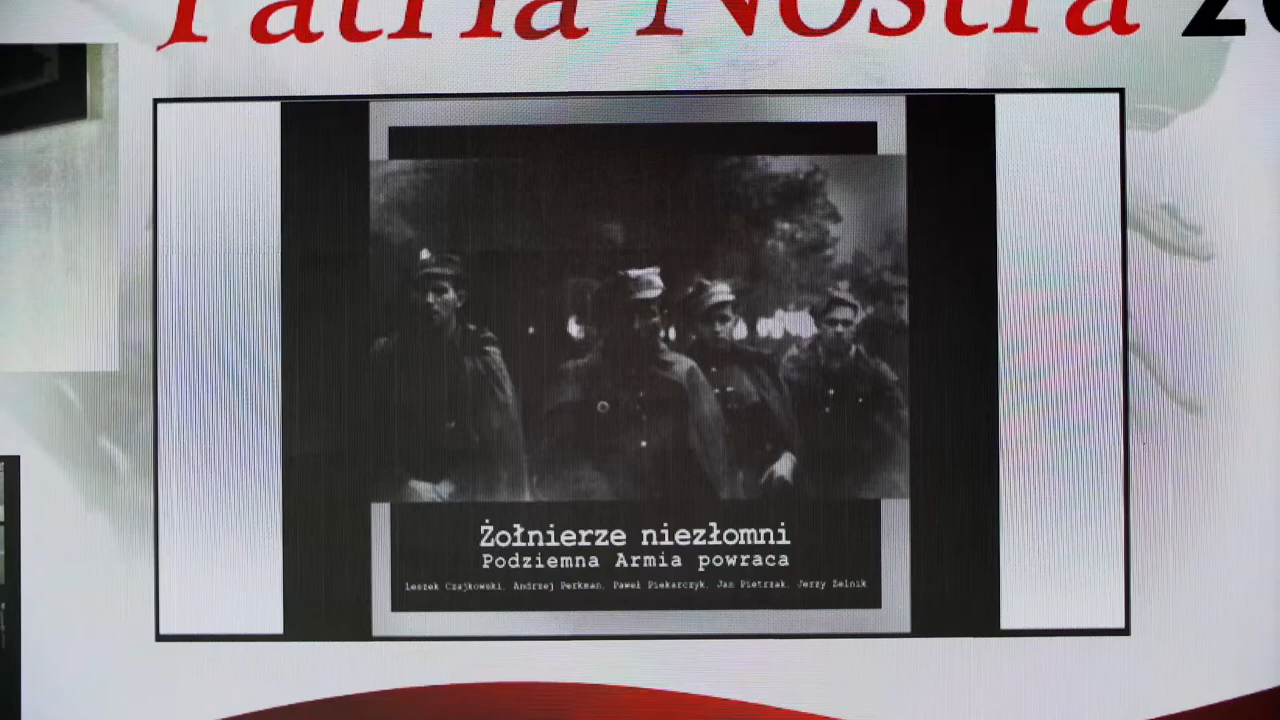 Patria Nostra
Żołnierze niezłomni
Podziemna Armia powraca
Leszek Czajkowski, Andrzej Perkman, Paweł Piekarczyk, Jan Pietrzak, Jerzy Zelnik